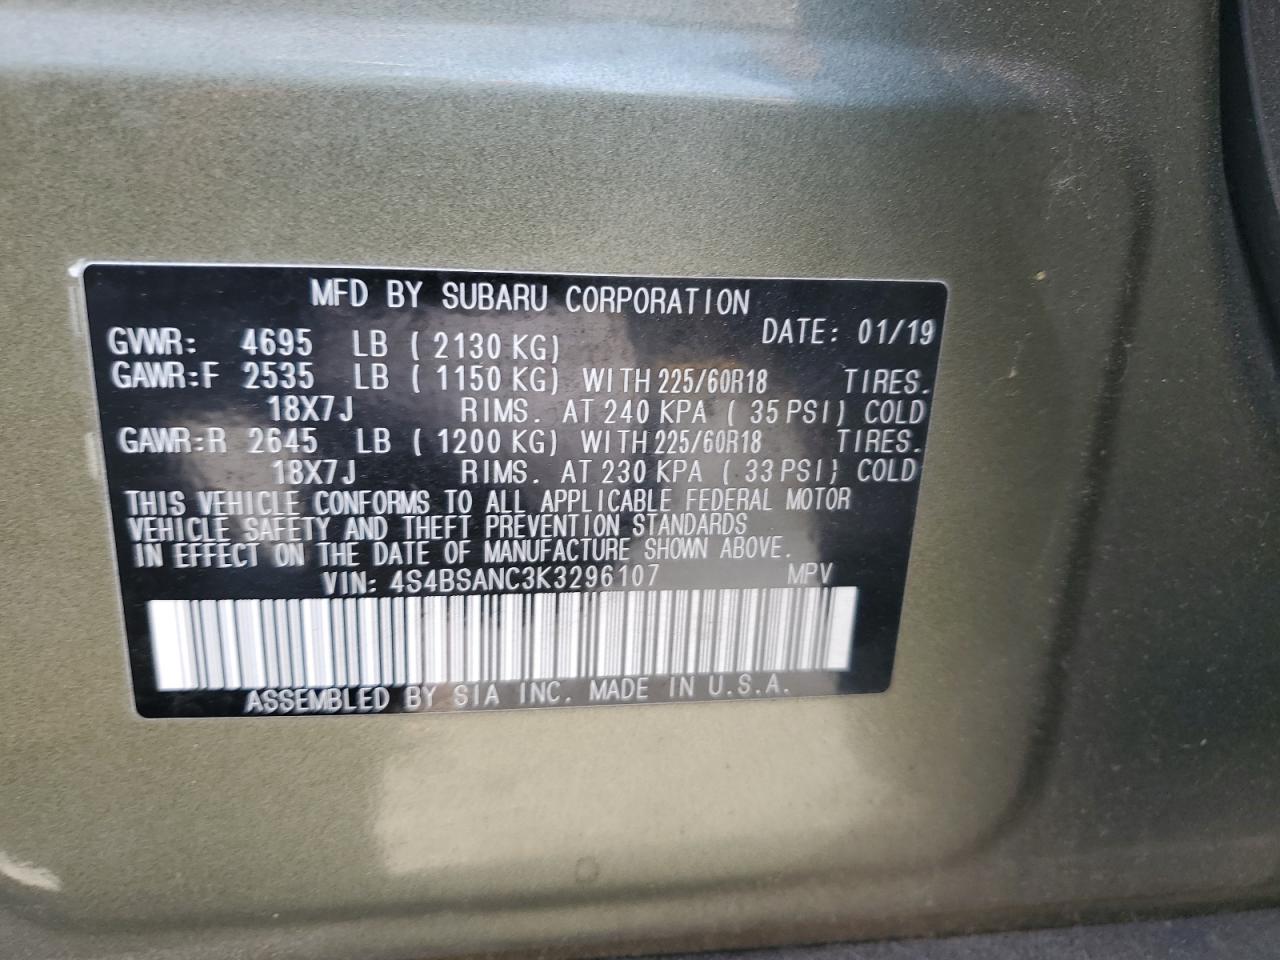 MFD BY SUBARU CORPORATION
DATE: 01/19
GVWR: 4695 LB ( 2130 KG)
GAWR:F 2535 LB ( 1150 KG) WITH 225/60R18 TIRES.
18X7J RIMS. AT 240 KPA ( 35 PSI) COLD
GAWR:R 2645 LB ( 1200 KG) WITH 225/60R18 TIRES.
18X7J RIMS. AT 230 KPA ( 33 PSI) COLD
THIS VEHICLE CONFORMS TO ALL APPLICABLE FEDERAL MOTOR
VEHICLE SAFETY AND THEFT PREVENTION STANDARDS
IN EFFECT ON THE DATE OF MANUFACTURE SHOWN ABOVE.
VIN: 4S4BSANC3K3296107 MPV
ASSEMBLED BY SIA INC. MADE IN U.S.A.